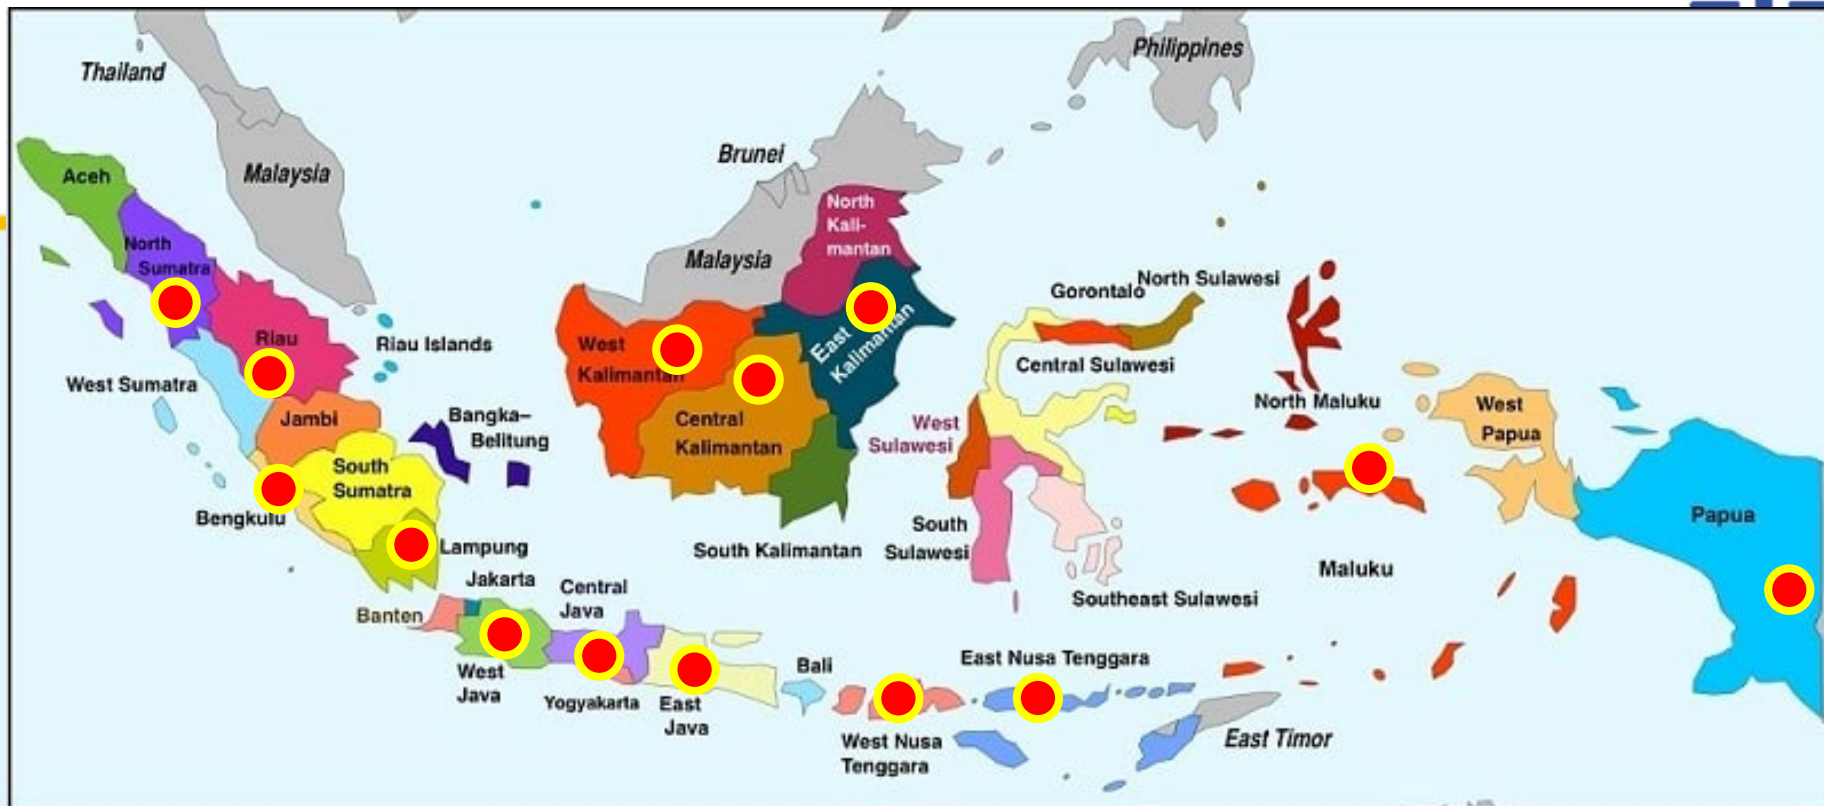 Philippines
Thailand
Brunei
Malaysia
Aceh
North
Kali-
mantan
North
Sumatra
Malaysia
North Sulawesi
Gorontalo
Riau
Riau Islands
West
Kalimantan
East
Kalimantan
Central Sulawesi
West Sumatra
Jambi
Bangka–
Belitung
Central
Kalimantan
West
Sulawesi
North Maluku
West
Papua
South
Sumatra
Bengkulu
Lampung
South Kalimantan
South
Sulawesi
Papua
Maluku
Jakarta
Central
Java
Banten
Southeast Sulawesi
West
Java
Yogyakarta
East
Java
Bali
East Nusa Tenggara
West Nusa
Tenggara
East Timor